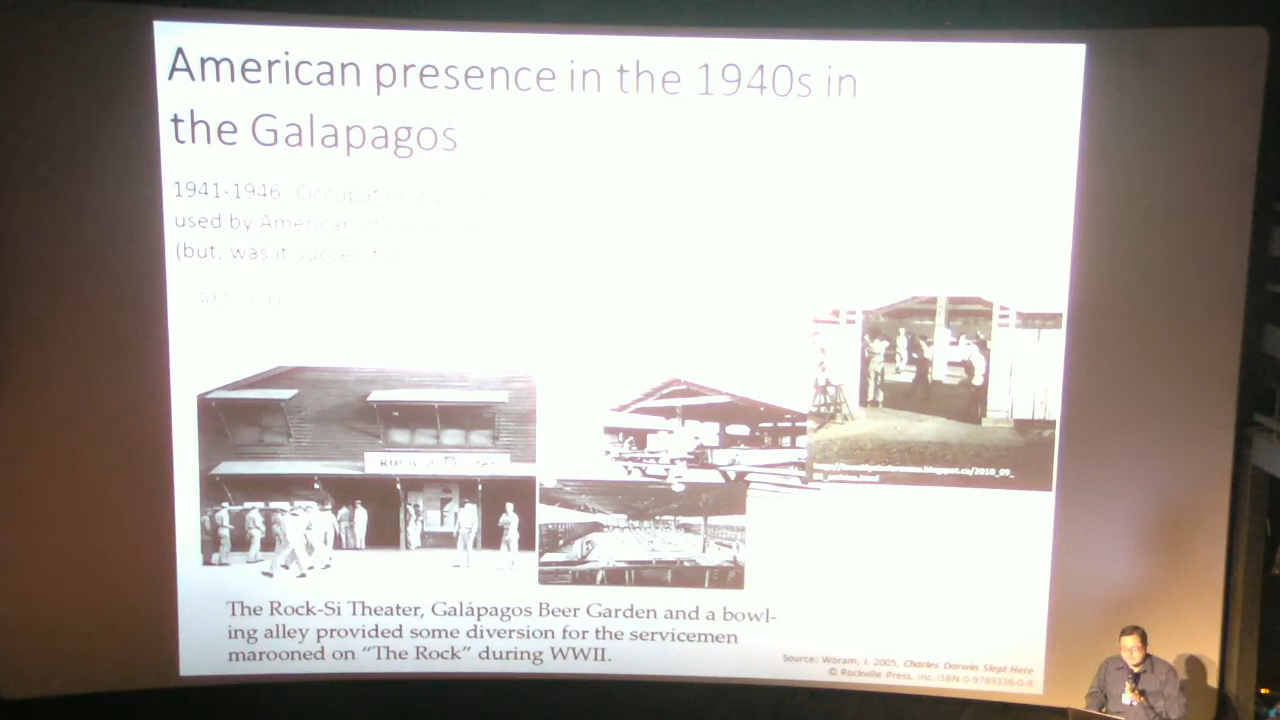 American presence in the 1940s in
the Galapagos
1941-1946
used by American
(but, was it
The Rock-Si Theater, Galápagos Beer Garden and a bowl-
ing alley provided some diversion for the servicemen
marooned on “The Rock” during WWII.
Source: Woram, J. 2005, Charles Darwin Slept Here
© Rockville Press, Inc. ISBN 0-9769336-0-8